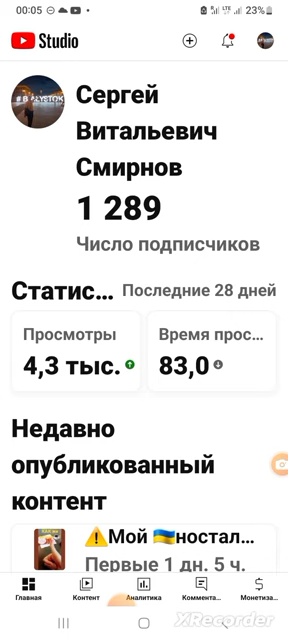 00:05 LTE 23%
Studio
#BIAŁYSTOK
Сергей
Витальевич
Смирнов
1 289
Число подписчиков
Статис... Последние 28 дней
Просмотры Время прос...
4,3 тыс. 83,0
Недавно
опубликованный
контент
⚠️Мой 🇺🇦ностал...
Первые 1 дн. 5 ч.
Главная Контент Аналитика Коммента... Монетиза...
XRecorder